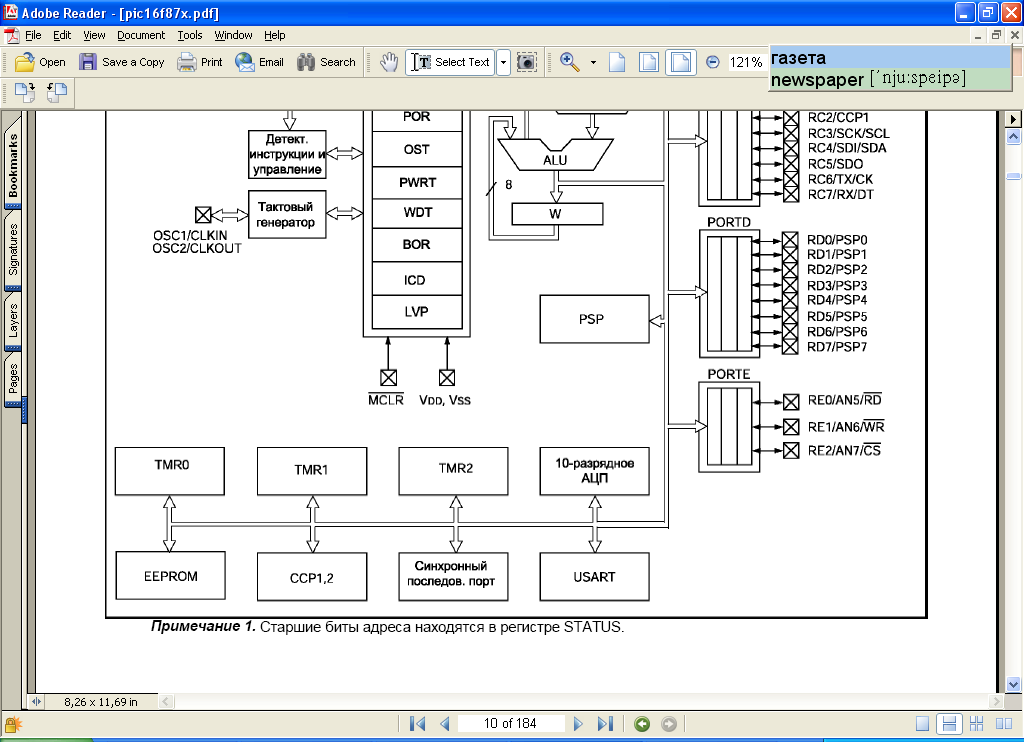 Adobe Reader - [pic16f87x.pdf]
File Edit View Document Tools Window Help
Open Save a Copy Print Email Search Select Text 121%
газета
newspaper [ˈnju:speipə]
Bookmarks
Signatures
Layers
Pages
Детект.
инструкции и
управление
Тактовый
генератор
OSC1/CLKIN
OSC2/CLKOUT
POR
OST
PWRT
WDT
BOR
ICD
LVP
MCLR
VDD, VSS
ALU
8
W
PSP
RC2/CCP1
RC3/SCK/SCL
RC4/SDI/SDA
RC5/SDO
RC6/TX/CK
RC7/RX/DT
PORTD
RD0/PSP0
RD1/PSP1
RD2/PSP2
RD3/PSP3
RD4/PSP4
RD5/PSP5
RD6/PSP6
RD7/PSP7
PORTE
RE0/AN5/RD
RE1/AN6/WR
RE2/AN7/CS
TMR0
TMR1
TMR2
10-разрядное
АЦП
EEPROM
CCP1,2
Синхронный
последов. порт
USART
Примечание 1. Старшие биты адреса находятся в регистре STATUS.
8,26 x 11,69 in
10 of 184